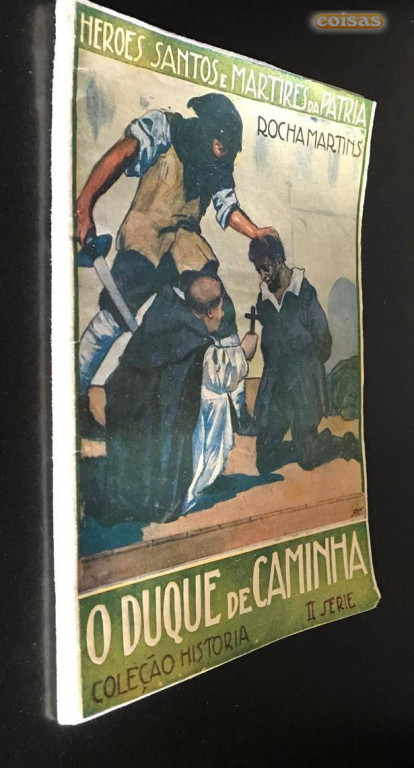 coisas
HEROES SANTOS E MARTIRES DA PATRIA
ROCHA MARTINS
O DUQUE DE CAMINHA
COLEÇÃO HISTORIA II SERIE